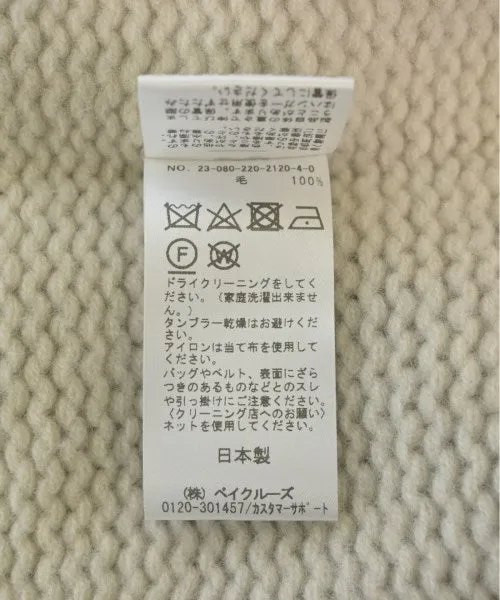 NO. 23-080-220-2120-4-0
毛 100%
F
W
ドライクリーニングをしてく
ださい。（家庭洗濯出来ませ
ん。）
タンブラー乾燥はお避けくだ
さい。
アイロンは当て布を使用して
ください。
バッグやベルト、表面にざら
つきのあるものなどとのスレ
や引っ掛けにご注意ください。
〈クリーニング店へのお願い〉
ネットを使用してください。
日本製
（株）ベイクルーズ
0120-301457/カスタマーサポート